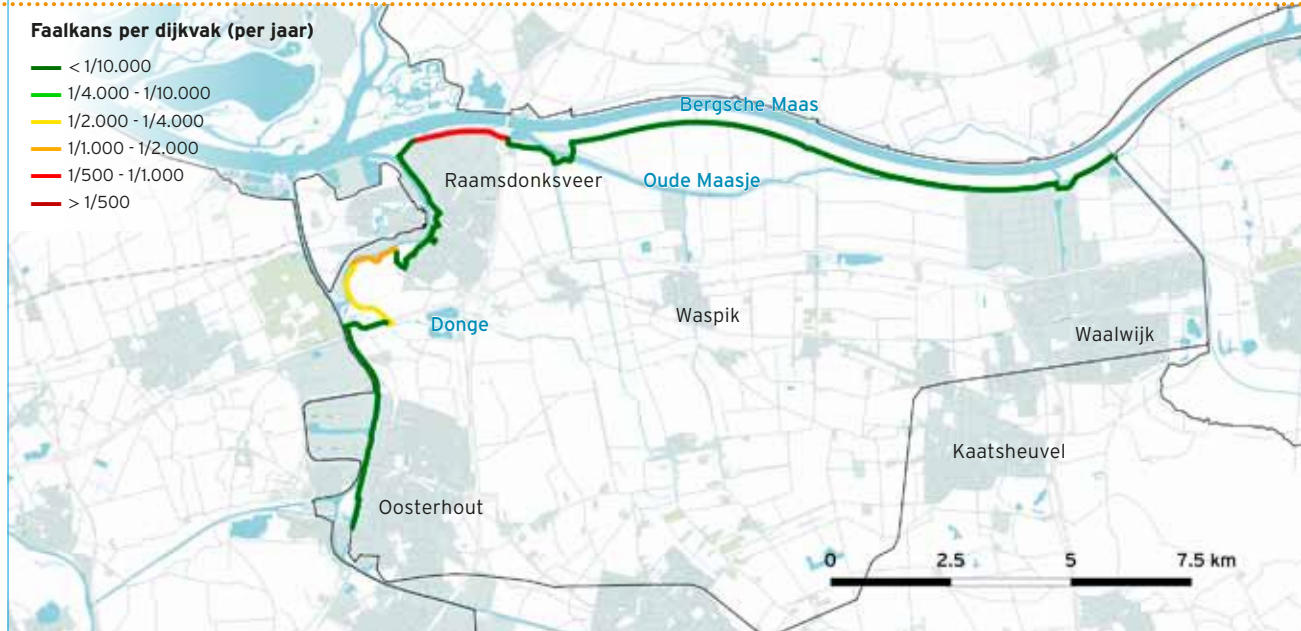 Faalkans per dijkvak (per jaar)
< 1/10.000
1/4.000 - 1/10.000
1/2.000 - 1/4.000
1/1.000 - 1/2.000
1/500 - 1/1.000
> 1/500
Bergsche Maas
Raamsdonksveer
Oude Maasje
Donge
Waspik
Waalwijk
Kaatsheuvel
Oosterhout
0 2.5 5 7.5 km